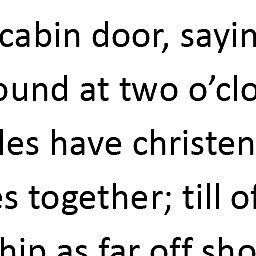 cabin door, sayin
ound at two o’clo
les have christen
es together; till of
hip as far off sho